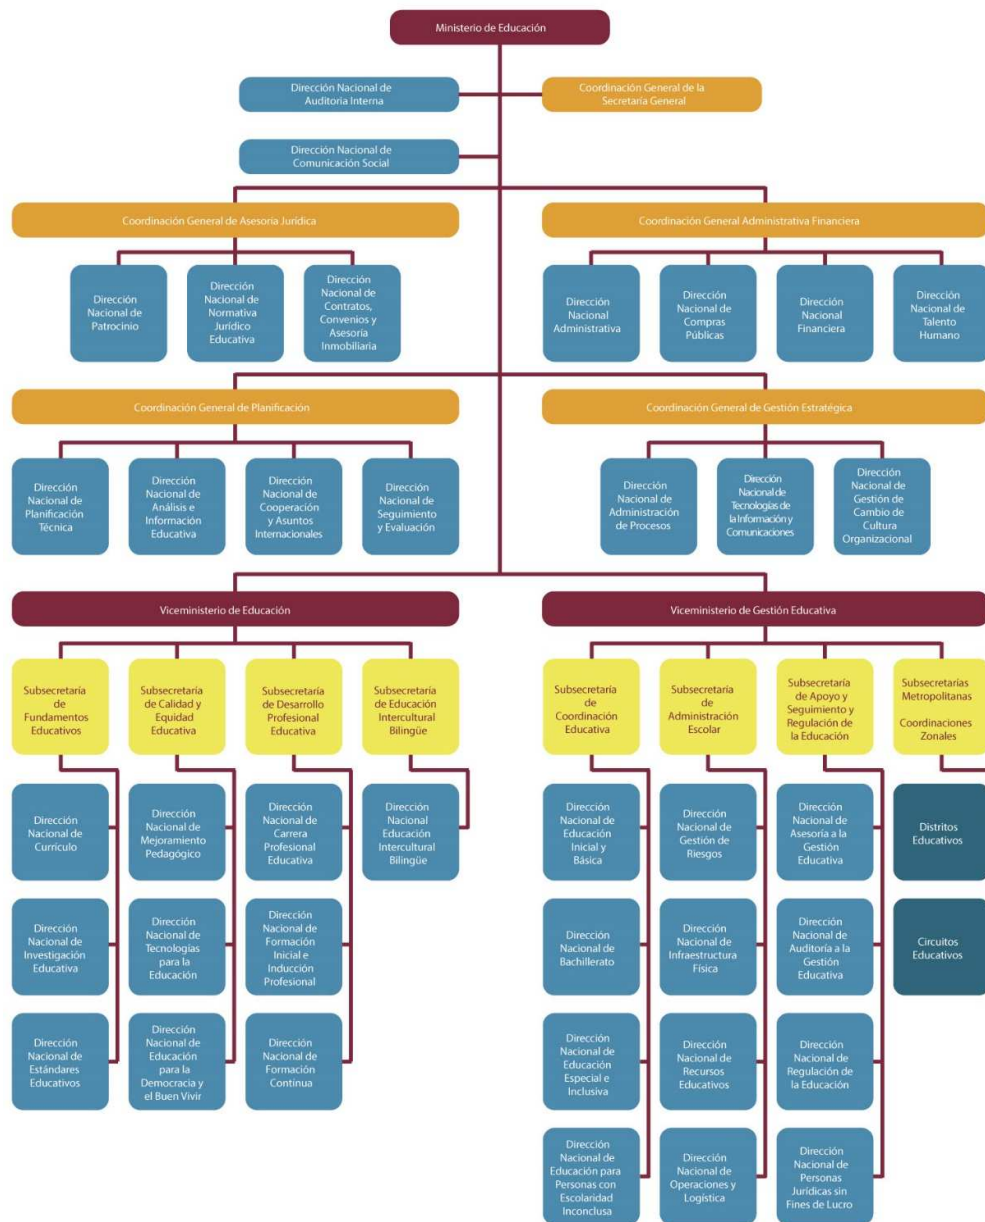 Ministerio de Educación
Dirección Nacional de
Auditoria Interna
Coordinación General de la
Secretaría General
Dirección Nacional de
Comunicación Social
Coordinación General de Asesoría Jurídica
Coordinación General Administrativa Financiera
Dirección
Nacional de
Patrocinio
Dirección
Nacional de
Normativa
Jurídico
Educativa
Dirección
Nacional de
Contratos,
Convenios y
Asesoría
Inmobiliaria
Dirección
Nacional
Administrativa
Dirección
Nacional de
Compras
Públicas
Dirección
Nacional
Financiera
Dirección
Nacional de
Talento
Humano
Coordinación General de Planificación
Coordinación General de Gestión Estratégica
Dirección
Nacional de
Planificación
Técnica
Dirección
Nacional de
Análisis e
Información
Educativa
Dirección
Nacional de
Cooperación
y Asuntos
Internacionales
Dirección
Nacional de
Seguimiento
y Evaluación
Dirección
Nacional de
Administración
de Procesos
Dirección
Nacional de
Tecnologías de
la Información y
Comunicaciones
Dirección
Nacional de
Gestión de
Cambio de
Cultura
Organizacional
Viceministerio de Educación
Viceministerio de Gestión Educativa
Subsecretaría
de
Fundamentos
Educativos
Subsecretaría
de Calidad y
Equidad
Educativa
Subsecretaría
de Desarrollo
Profesional
Educativa
Subsecretaría
de Educación
Intercultural
Bilingüe
Subsecretaría
de
Coordinación
Educativa
Subsecretaría
de
Administración
Escolar
Subsecretaría
de Apoyo y
Seguimiento y
Regulación de
la Educación
Subsecretarías
Metropolitanas
Coordinaciones
Zonales
Dirección
Nacional de
Currículo
Dirección
Nacional de
Mejoramiento
Pedagógico
Dirección
Nacional de
Carrera
Profesional
Educativa
Dirección
Nacional
Educación
Intercultural
Bilingüe
Dirección
Nacional de
Educación
Inicial y
Básica
Dirección
Nacional de
Gestión de
Riesgos
Dirección
Nacional de
Asesoría a la
Gestión
Educativa
Distritos
Educativos
Dirección
Nacional de
Investigación
Educativa
Dirección
Nacional de
Tecnologías
para la
Educación
Dirección
Nacional de
Formación
Inicial e
Inducción
Profesional
Dirección
Nacional de
Bachillerato
Dirección
Nacional de
Infraestructura
Física
Dirección
Nacional de
Auditoría a la
Gestión
Educativa
Circuitos
Educativos
Dirección
Nacional de
Estándares
Educativos
Dirección
Nacional de
Educación
para la
Democracia y
el Buen Vivir
Dirección
Nacional de
Formación
Contínua
Dirección
Nacional de
Educación
Especial e
Inclusiva
Dirección
Nacional de
Recursos
Educativos
Dirección
Nacional de
Regulación de
la Educación
Dirección
Nacional de
Educación para
Personas con
Escolaridad
Inconclusa
Dirección
Nacional de
Operaciones y
Logística
Dirección
Nacional de
Personas
Jurídicas sin
Fines de Lucro